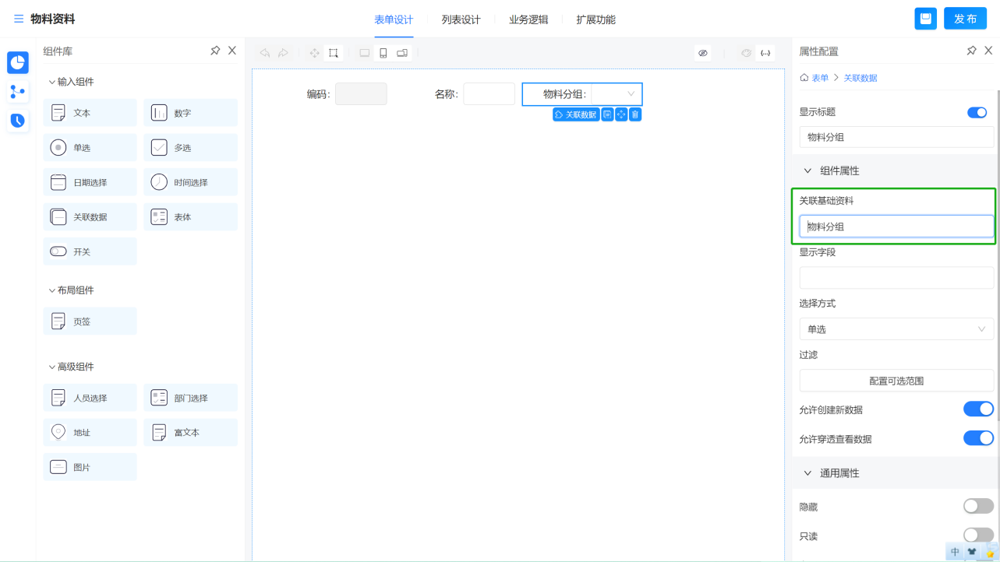 物料资料
表单设计 列表设计 业务逻辑 扩展功能
发布
组件库
输入组件
文本 数字
单选 多选
日期选择 时间选择
关联数据 表体
开关
布局组件
页签
高级组件
人员选择 部门选择
地址 富文本
图片
编码: 名称: 物料分组:
关联数据
属性配置
表单 > 关联数据
显示标题
物料分组
组件属性
关联基础资料
物料分组
显示字段
选择方式
单选
过滤
配置可选范围
允许创建新数据
允许穿透查看数据
通用属性
隐藏
只读
中